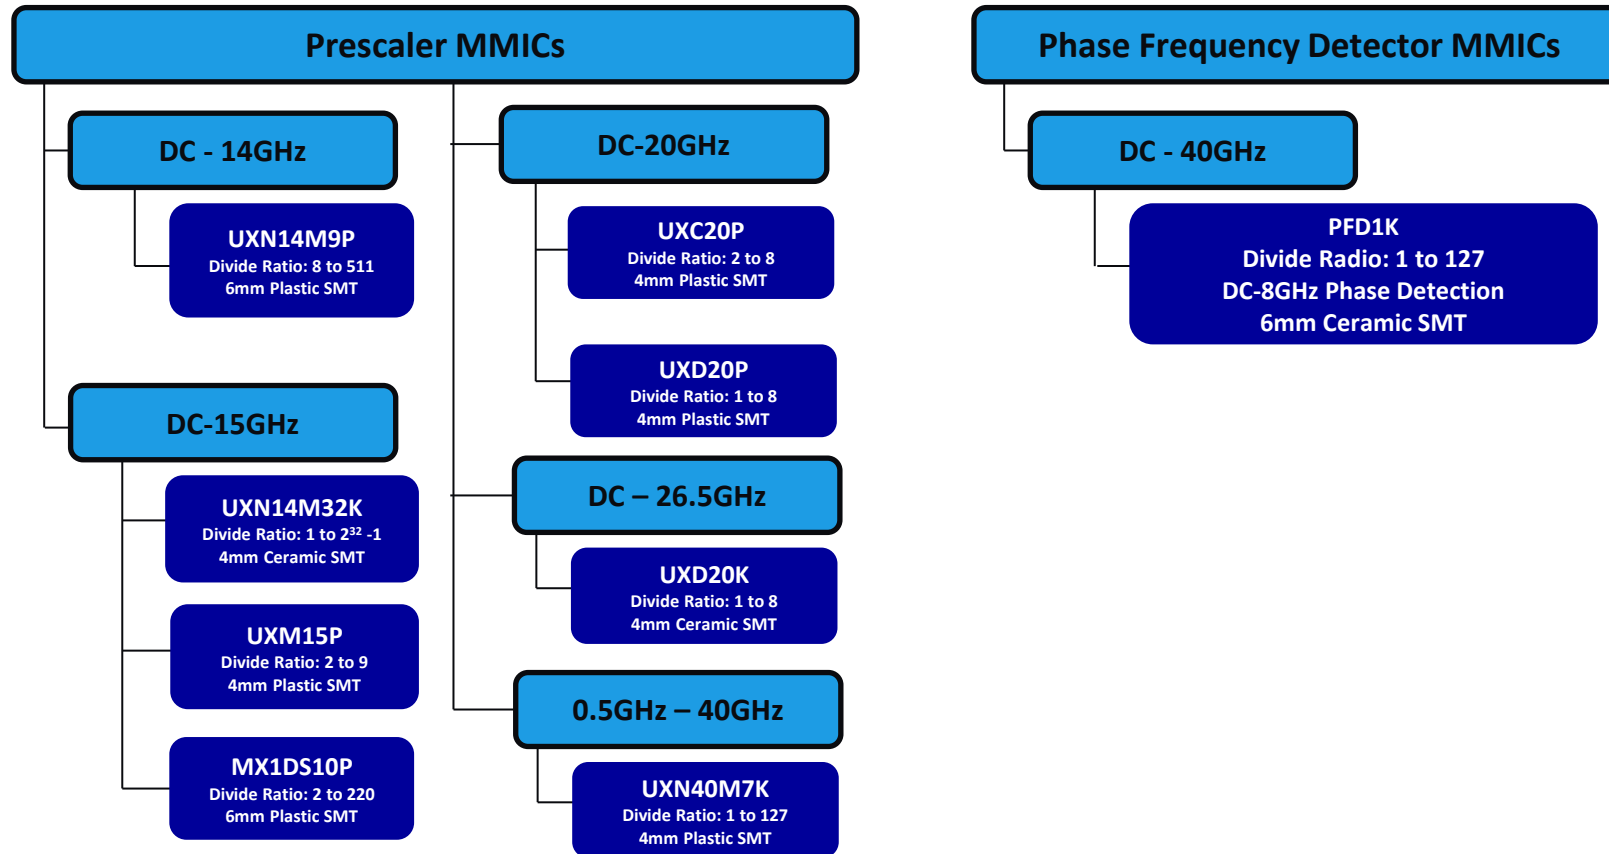 Prescaler MMICs
DC - 14GHz
UXN14M9P
Divide Ratio: 8 to 511
6mm Plastic SMT
DC-15GHz
UXN14M32K
Divide Ratio: 1 to 2³² -1
4mm Ceramic SMT
UXM15P
Divide Ratio: 2 to 9
4mm Plastic SMT
MX1DS10P
Divide Ratio: 2 to 220
6mm Plastic SMT
DC-20GHz
UXC20P
Divide Ratio: 2 to 8
4mm Plastic SMT
UXD20P
Divide Ratio: 1 to 8
4mm Plastic SMT
DC – 26.5GHz
UXD20K
Divide Ratio: 1 to 8
4mm Ceramic SMT
0.5GHz – 40GHz
UXN40M7K
Divide Ratio: 1 to 127
4mm Plastic SMT
Phase Frequency Detector MMICs
DC - 40GHz
PFD1K
Divide Radio: 1 to 127
DC-8GHz Phase Detection
6mm Ceramic SMT